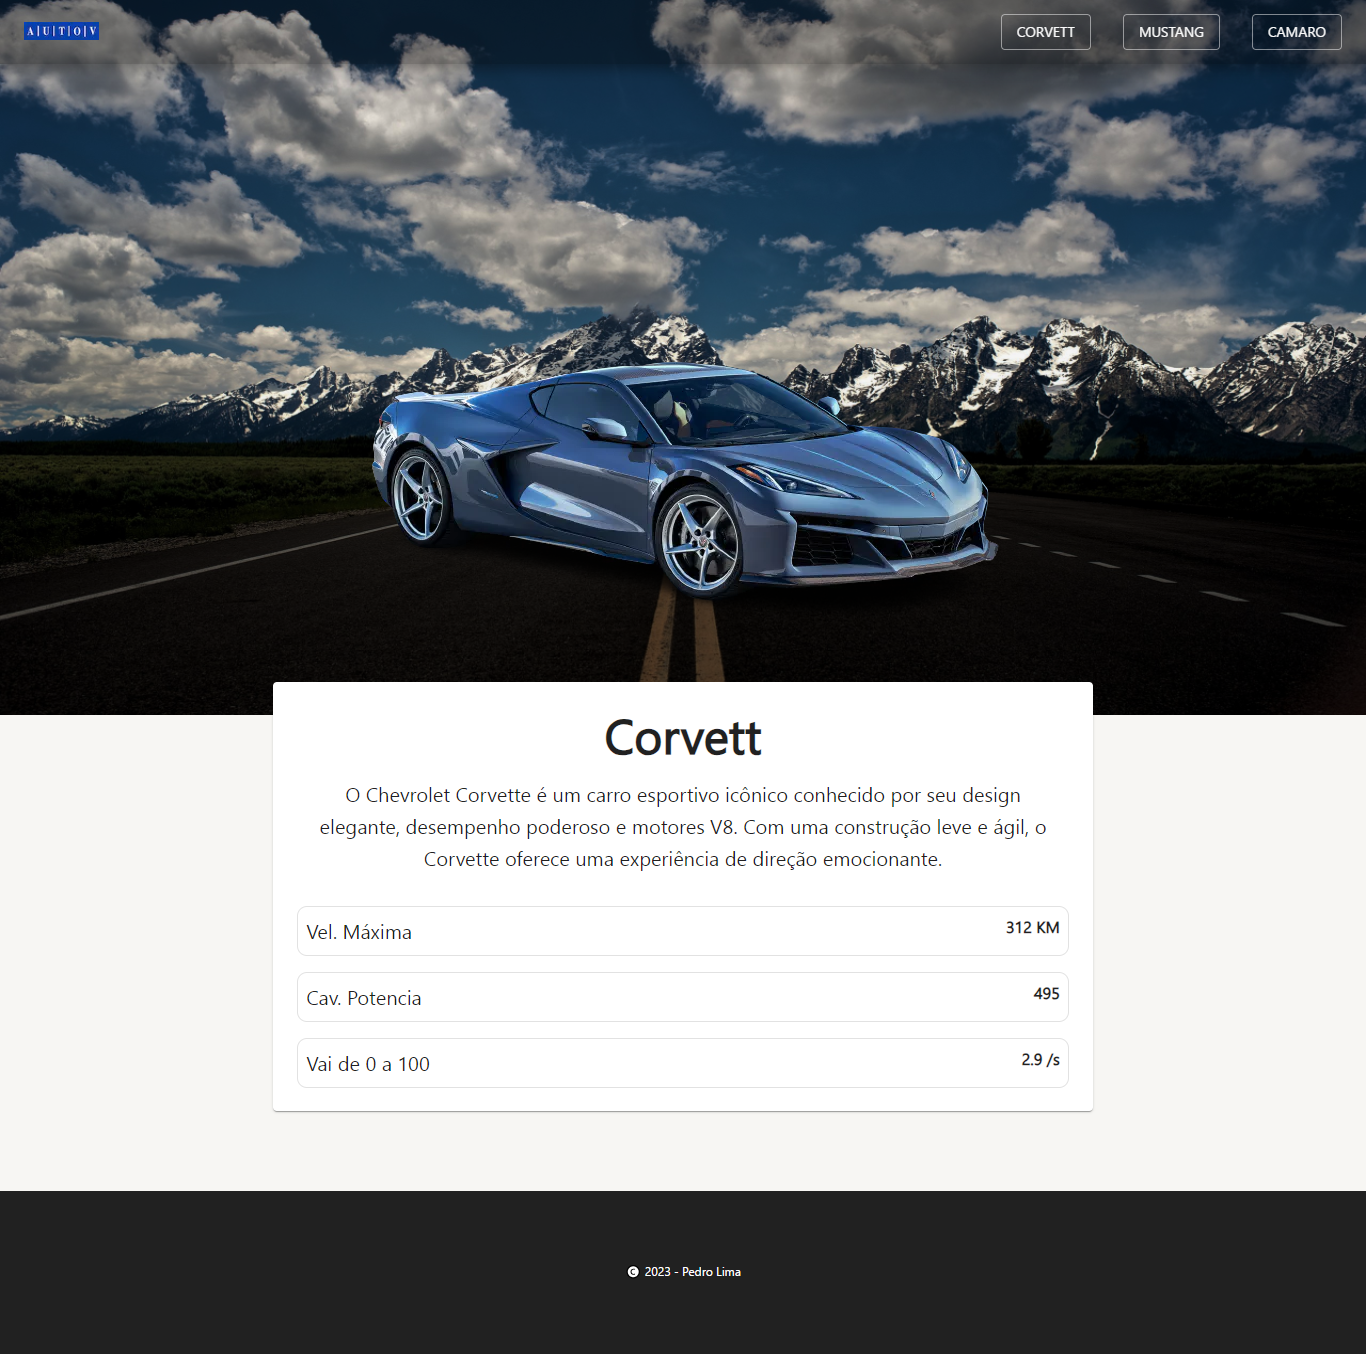 A|U|T|O|V
CORVETT
MUSTANG
CAMARO
Corvett
O Chevrolet Corvette é um carro esportivo icônico conhecido por seu design
elegante, desempenho poderoso e motores V8. Com uma construção leve e ágil, o
Corvette oferece uma experiência de direção emocionante.
Vel. Máxima 312 KM
Cav. Potencia 495
Vai de 0 a 100 2.9 /s
© 2023 - Pedro Lima